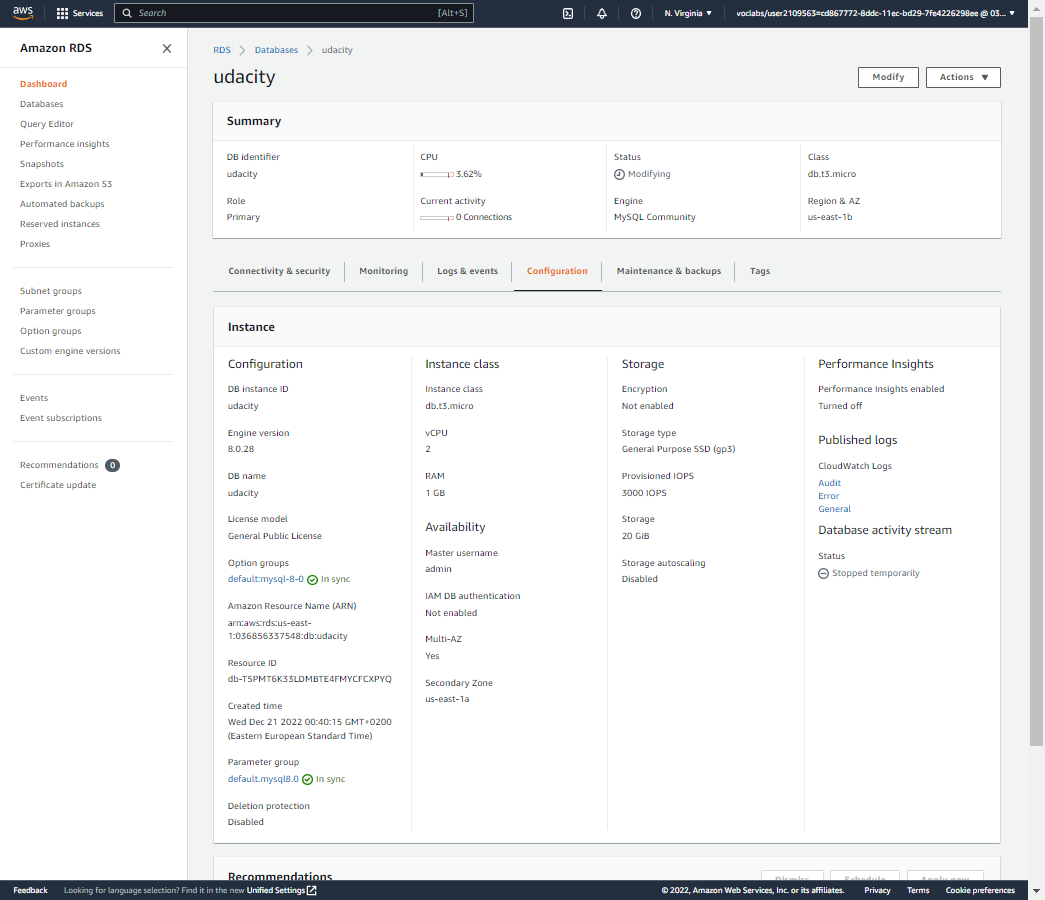 aws
Services
Search
[Alt+S]
N. Virginia ▼
voclabs/user2109563=cd867772-8ddc-11ec-bd29-7fe4226298ee @ 03... ▼
Amazon RDS
Dashboard
Databases
Query Editor
Performance insights
Snapshots
Exports in Amazon S3
Automated backups
Reserved instances
Proxies
Subnet groups
Parameter groups
Option groups
Custom engine versions
Events
Event subscriptions
Recommendations 0
Certificate update
RDS > Databases > udacity
udacity
Modify
Actions ▼
Summary
DB identifier
udacity
CPU
3.62%
Status
Modifying
Class
db.t3.micro
Role
Primary
Current activity
0 Connections
Engine
MySQL Community
Region & AZ
us-east-1b
Connectivity & security
Monitoring
Logs & events
Configuration
Maintenance & backups
Tags
Instance
Configuration
DB instance ID
udacity
Engine version
8.0.28
DB name
udacity
License model
General Public License
Option groups
default:mysql-8-0 In sync
Amazon Resource Name (ARN)
arn:aws:rds:us-east-
1:036856337548:db:udacity
Resource ID
db-T5PMT6K33LDMBTE4FMYCFCXPYQ
Created time
Wed Dec 21 2022 00:40:15 GMT+0200
(Eastern European Standard Time)
Parameter group
default.mysql8.0 In sync
Deletion protection
Disabled
Instance class
Instance class
db.t3.micro
vCPU
2
RAM
1 GB
Availability
Master username
admin
IAM DB authentication
Not enabled
Multi-AZ
Yes
Secondary Zone
us-east-1a
Storage
Encryption
Not enabled
Storage type
General Purpose SSD (gp3)
Provisioned IOPS
3000 IOPS
Storage
20 GiB
Storage autoscaling
Disabled
Performance Insights
Performance Insights enabled
Turned off
Published logs
CloudWatch Logs
Audit
Error
General
Database activity stream
Status
Stopped temporarily
Recommendations
Dismiss
Schedule
Apply now
Feedback
Looking for language selection? Find it in the new Unified Settings
© 2022, Amazon Web Services, Inc. or its affiliates.
Privacy
Terms
Cookie preferences